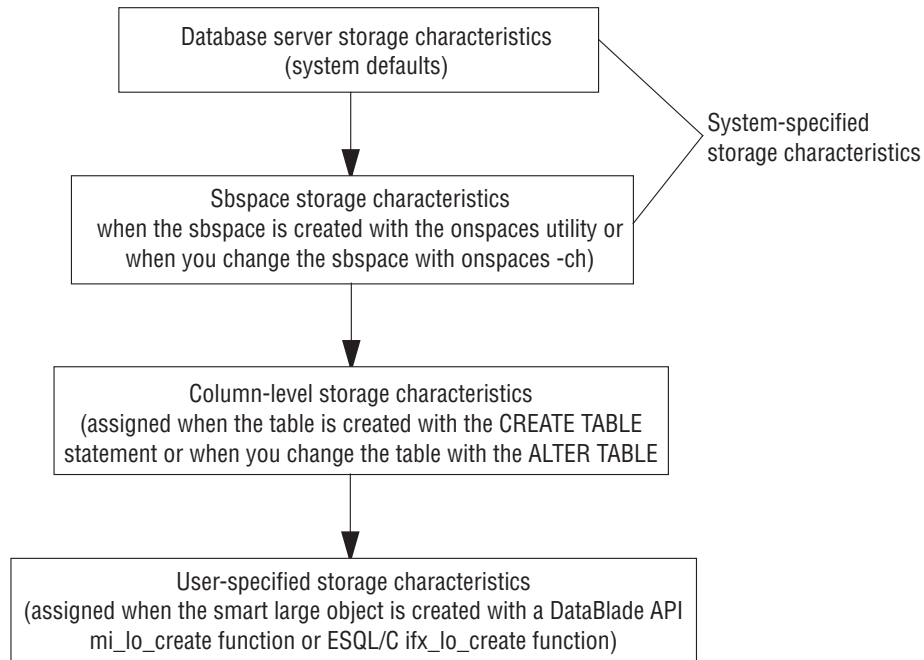 Database server storage characteristics
(system defaults)
System-specified
storage characteristics
Sbspace storage characteristics
when the sbspace is created with the onspaces utility or
when you change the sbspace with onspaces -ch)
Column-level storage characteristics
(assigned when the table is created with the CREATE TABLE
statement or when you change the table with the ALTER TABLE
User-specified storage characteristics
(assigned when the smart large object is created with a DataBlade API
mi_lo_create function or ESQL/C ifx_lo_create function)